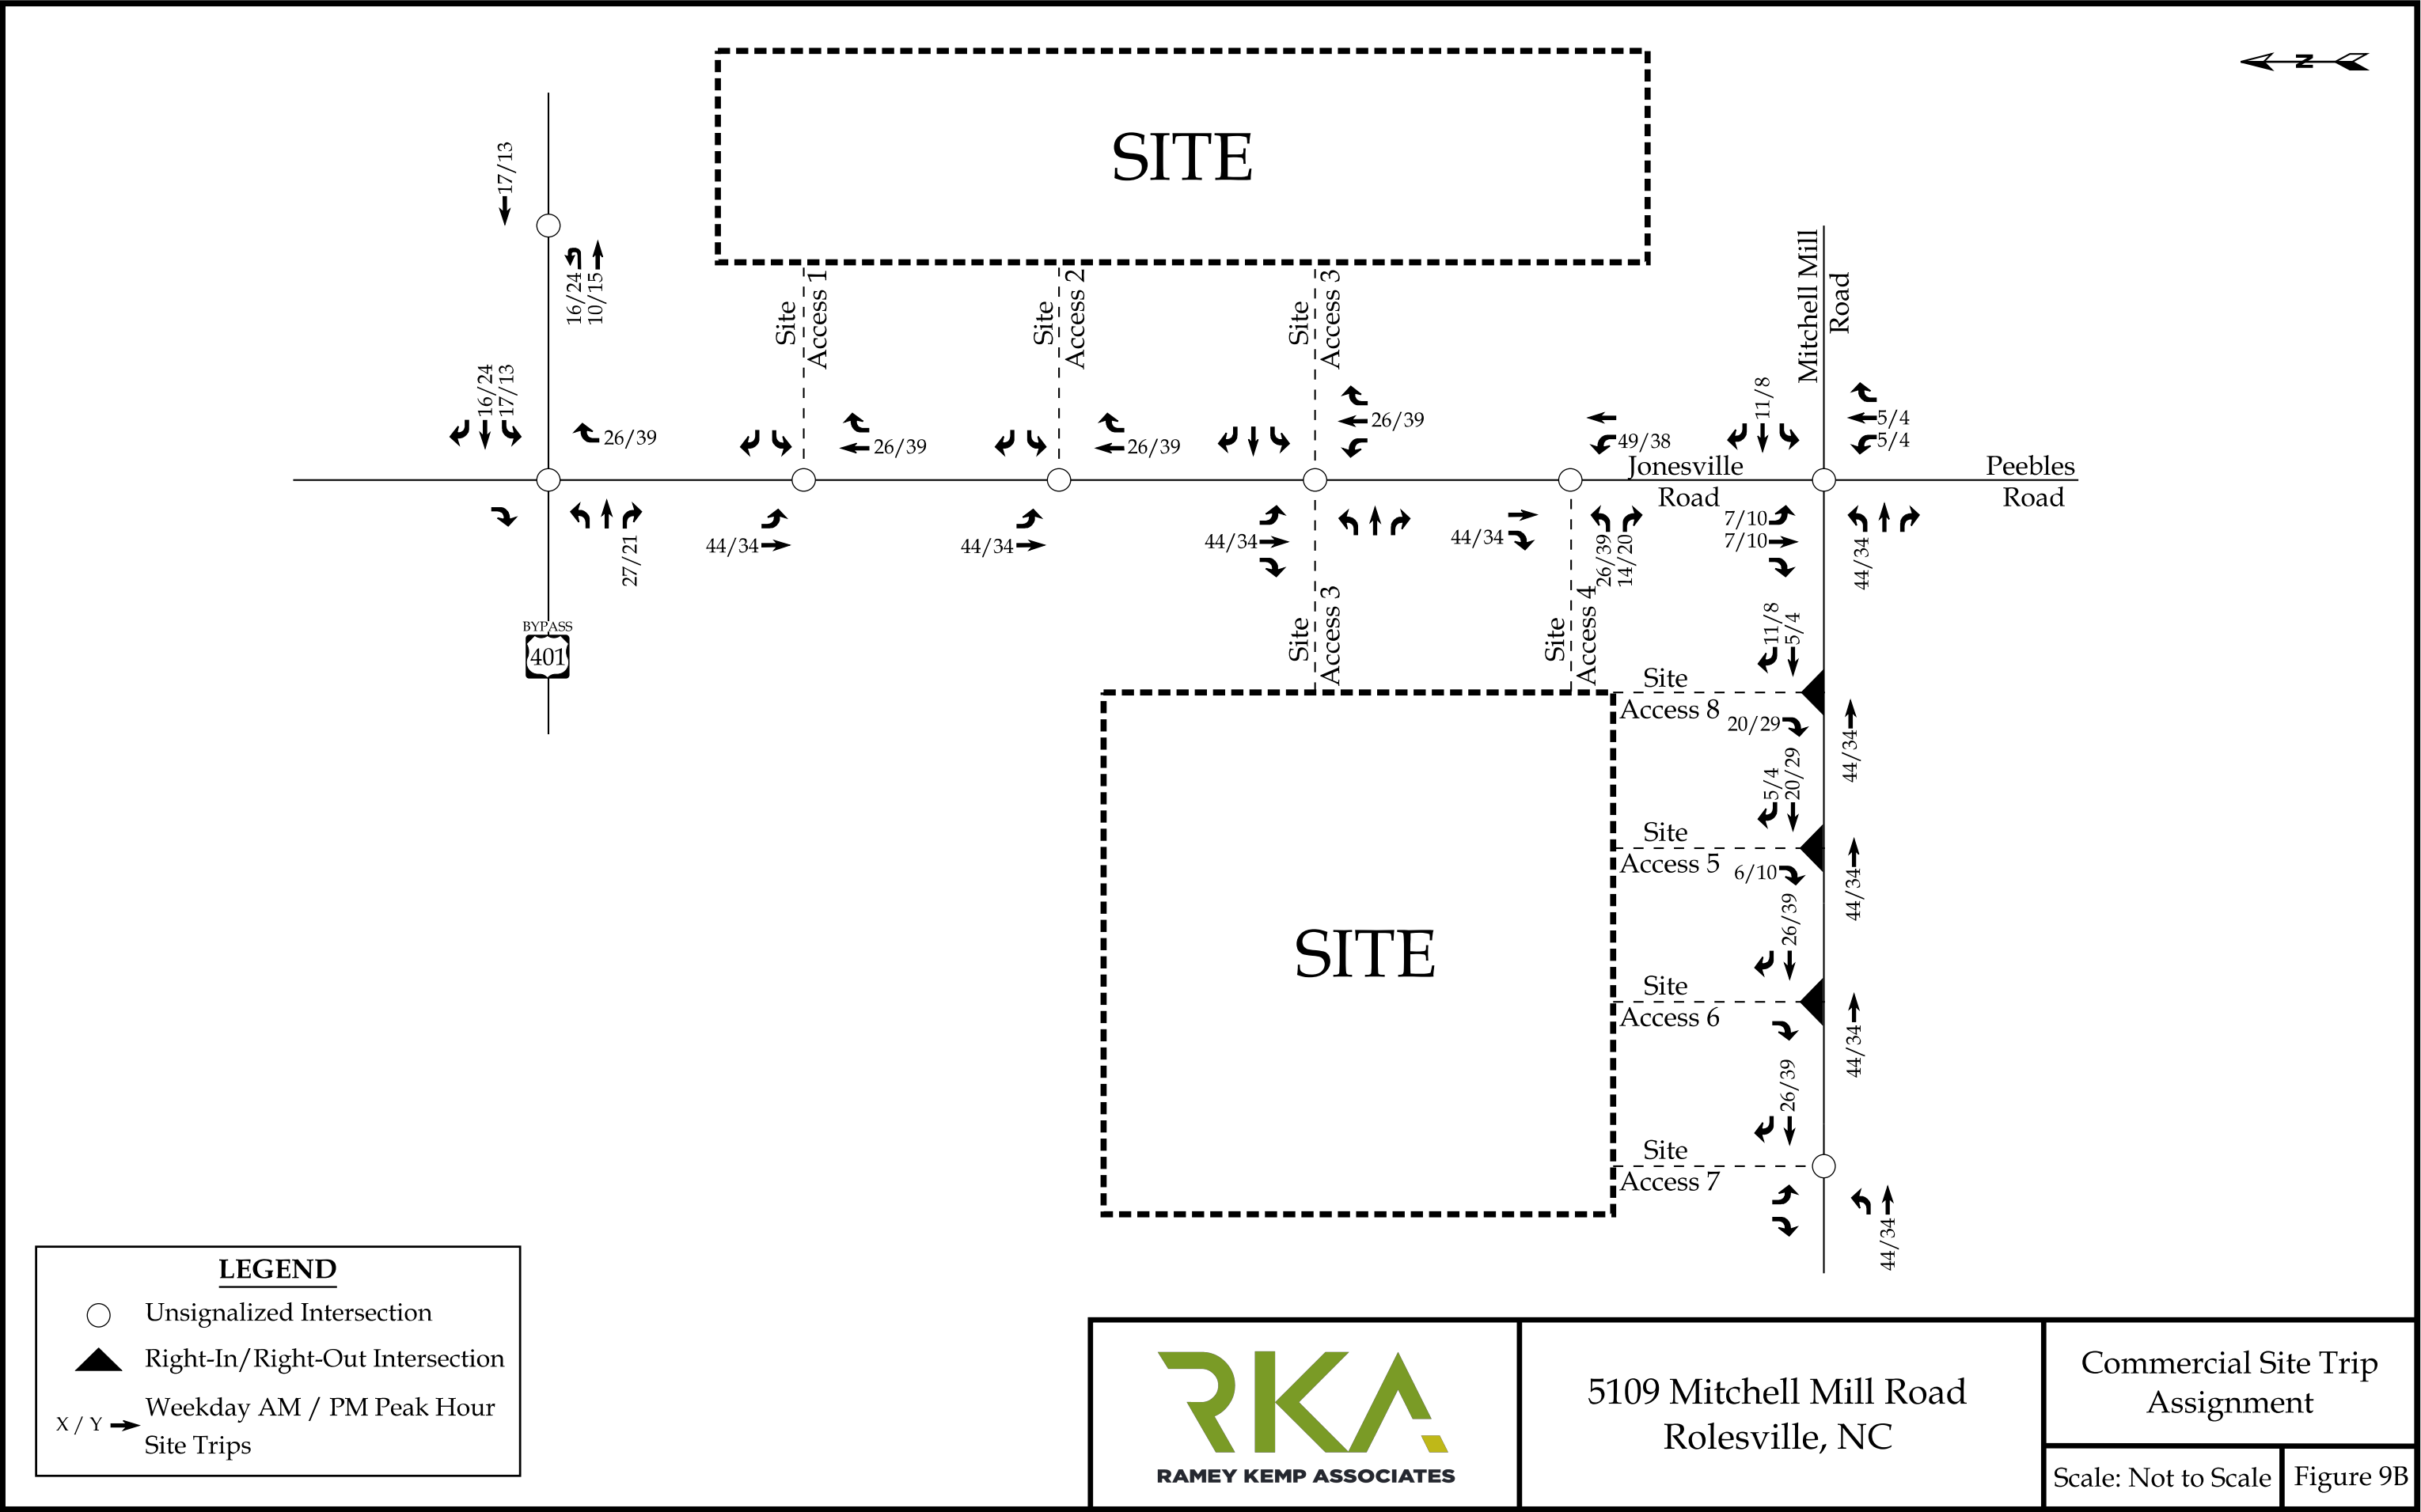 SITE
N
17/13
16/24
10/15
Site
Access 1
Site
Access 2
Site
Access 3
Mitchell Mill
Road
16/24
17/13
26/39
26/39
26/39
26/39
49/38
11/8
5/4
5/4
Jonesville
Road
Peebles
Road
27/21
44/34
44/34
44/34
44/34
26/39
14/20
7/10
7/10
44/34
BYPASS
401
Site
Access 3
Site
Access 4
11/8
5/4
Site
Access 8
20/29
44/34
5/4
20/29
Site
Access 5
6/10
44/34
26/39
SITE
Site
Access 6
44/34
26/39
Site
Access 7
44/34
LEGEND
Unsignalized Intersection
Right-In/Right-Out Intersection
X / Y
Weekday AM / PM Peak Hour
Site Trips
RKA
RAMEY KEMP ASSOCIATES
5109 Mitchell Mill Road
Rolesville, NC
Commercial Site Trip
Assignment
Scale: Not to Scale
Figure 9B